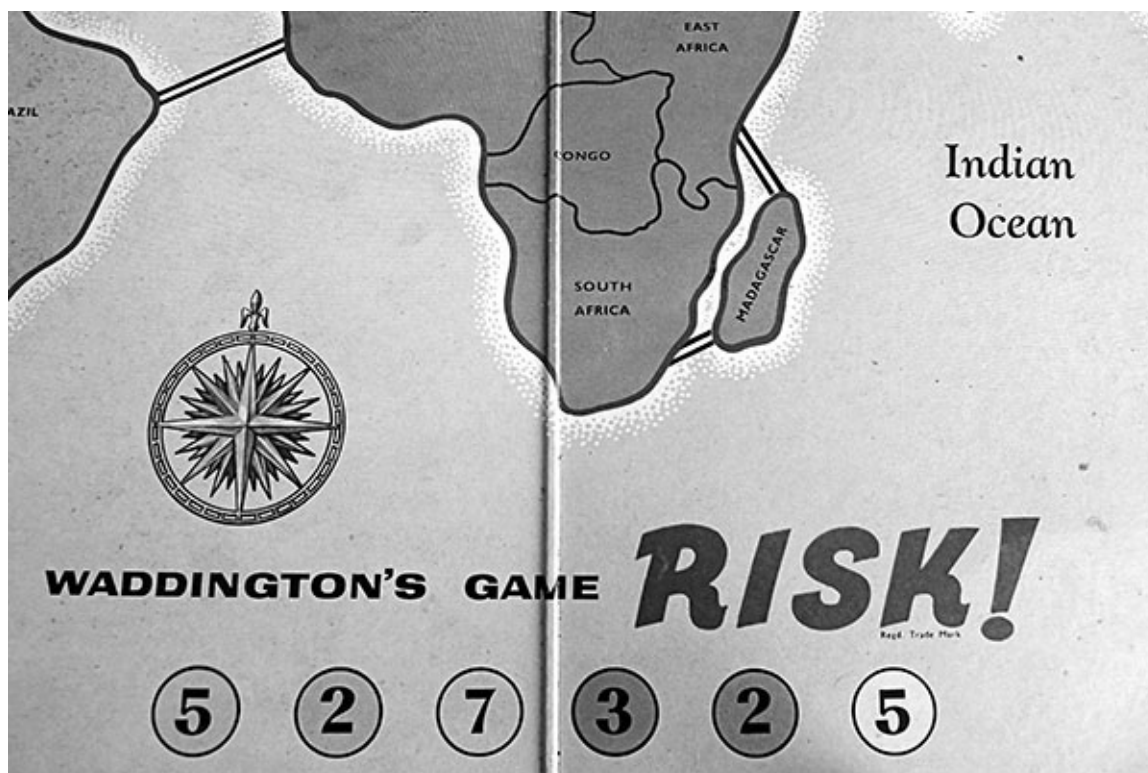 EAST
AFRICA
AZIL
CONGO
Indian
Ocean
SOUTH
AFRICA
MADAGASCAR
WADDINGTON'S GAME RISK!
Regd. Trade Mark
5 2 7 3 2 5